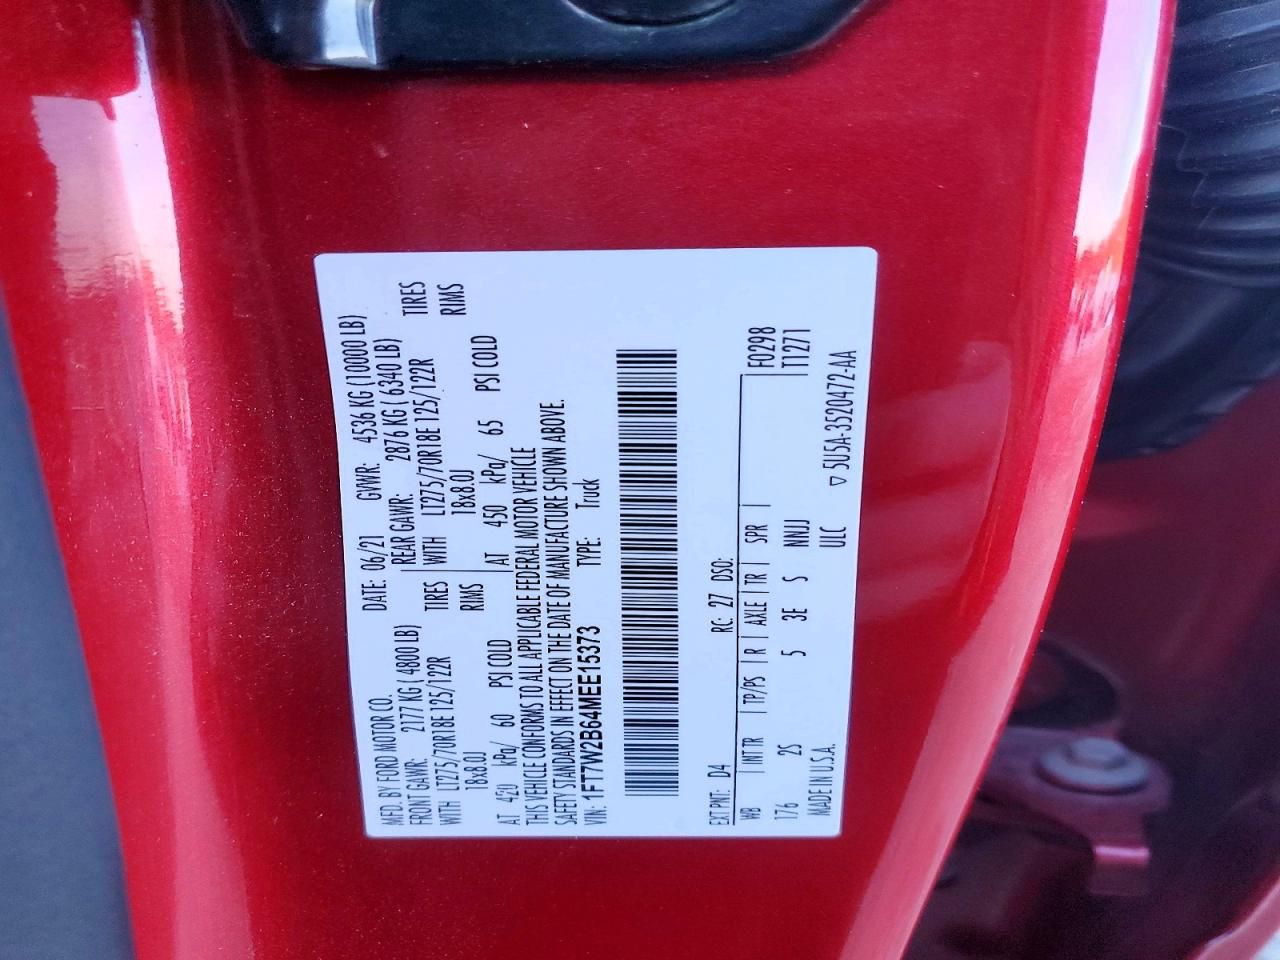 MFD. BY FORD MOTOR CO. DATE: 06/21 GVWR: 4536 KG (10000 LB)
FRONT GAWR: 2177 KG ( 4800 LB) REAR GAWR: 2876 KG ( 6340 LB)
WITH LT275/70R18E 125/122R TIRES WITH LT275/70R18E 125/122R TIRES
18x8.0J RIMS 18x8.0J RIMS
AT 420 kPa/ 60 PSI COLD AT 450 kPa/ 65 PSI COLD
THIS VEHICLE CONFORMS TO ALL APPLICABLE FEDERAL MOTOR VEHICLE
SAFETY STANDARDS IN EFFECT ON THE DATE OF MANUFACTURE SHOWN ABOVE.
VIN: 1FT7W2B64MEE15373 TYPE: Truck
EXT PNT: D4 RC: 27 DSO: F0298
WB INT TR TP/PS R AXLE TR SPR T1271
176 2S 5 3E S NNJJ
MADE IN U.S.A. ULC ▽ 5U5A-3520472-AA